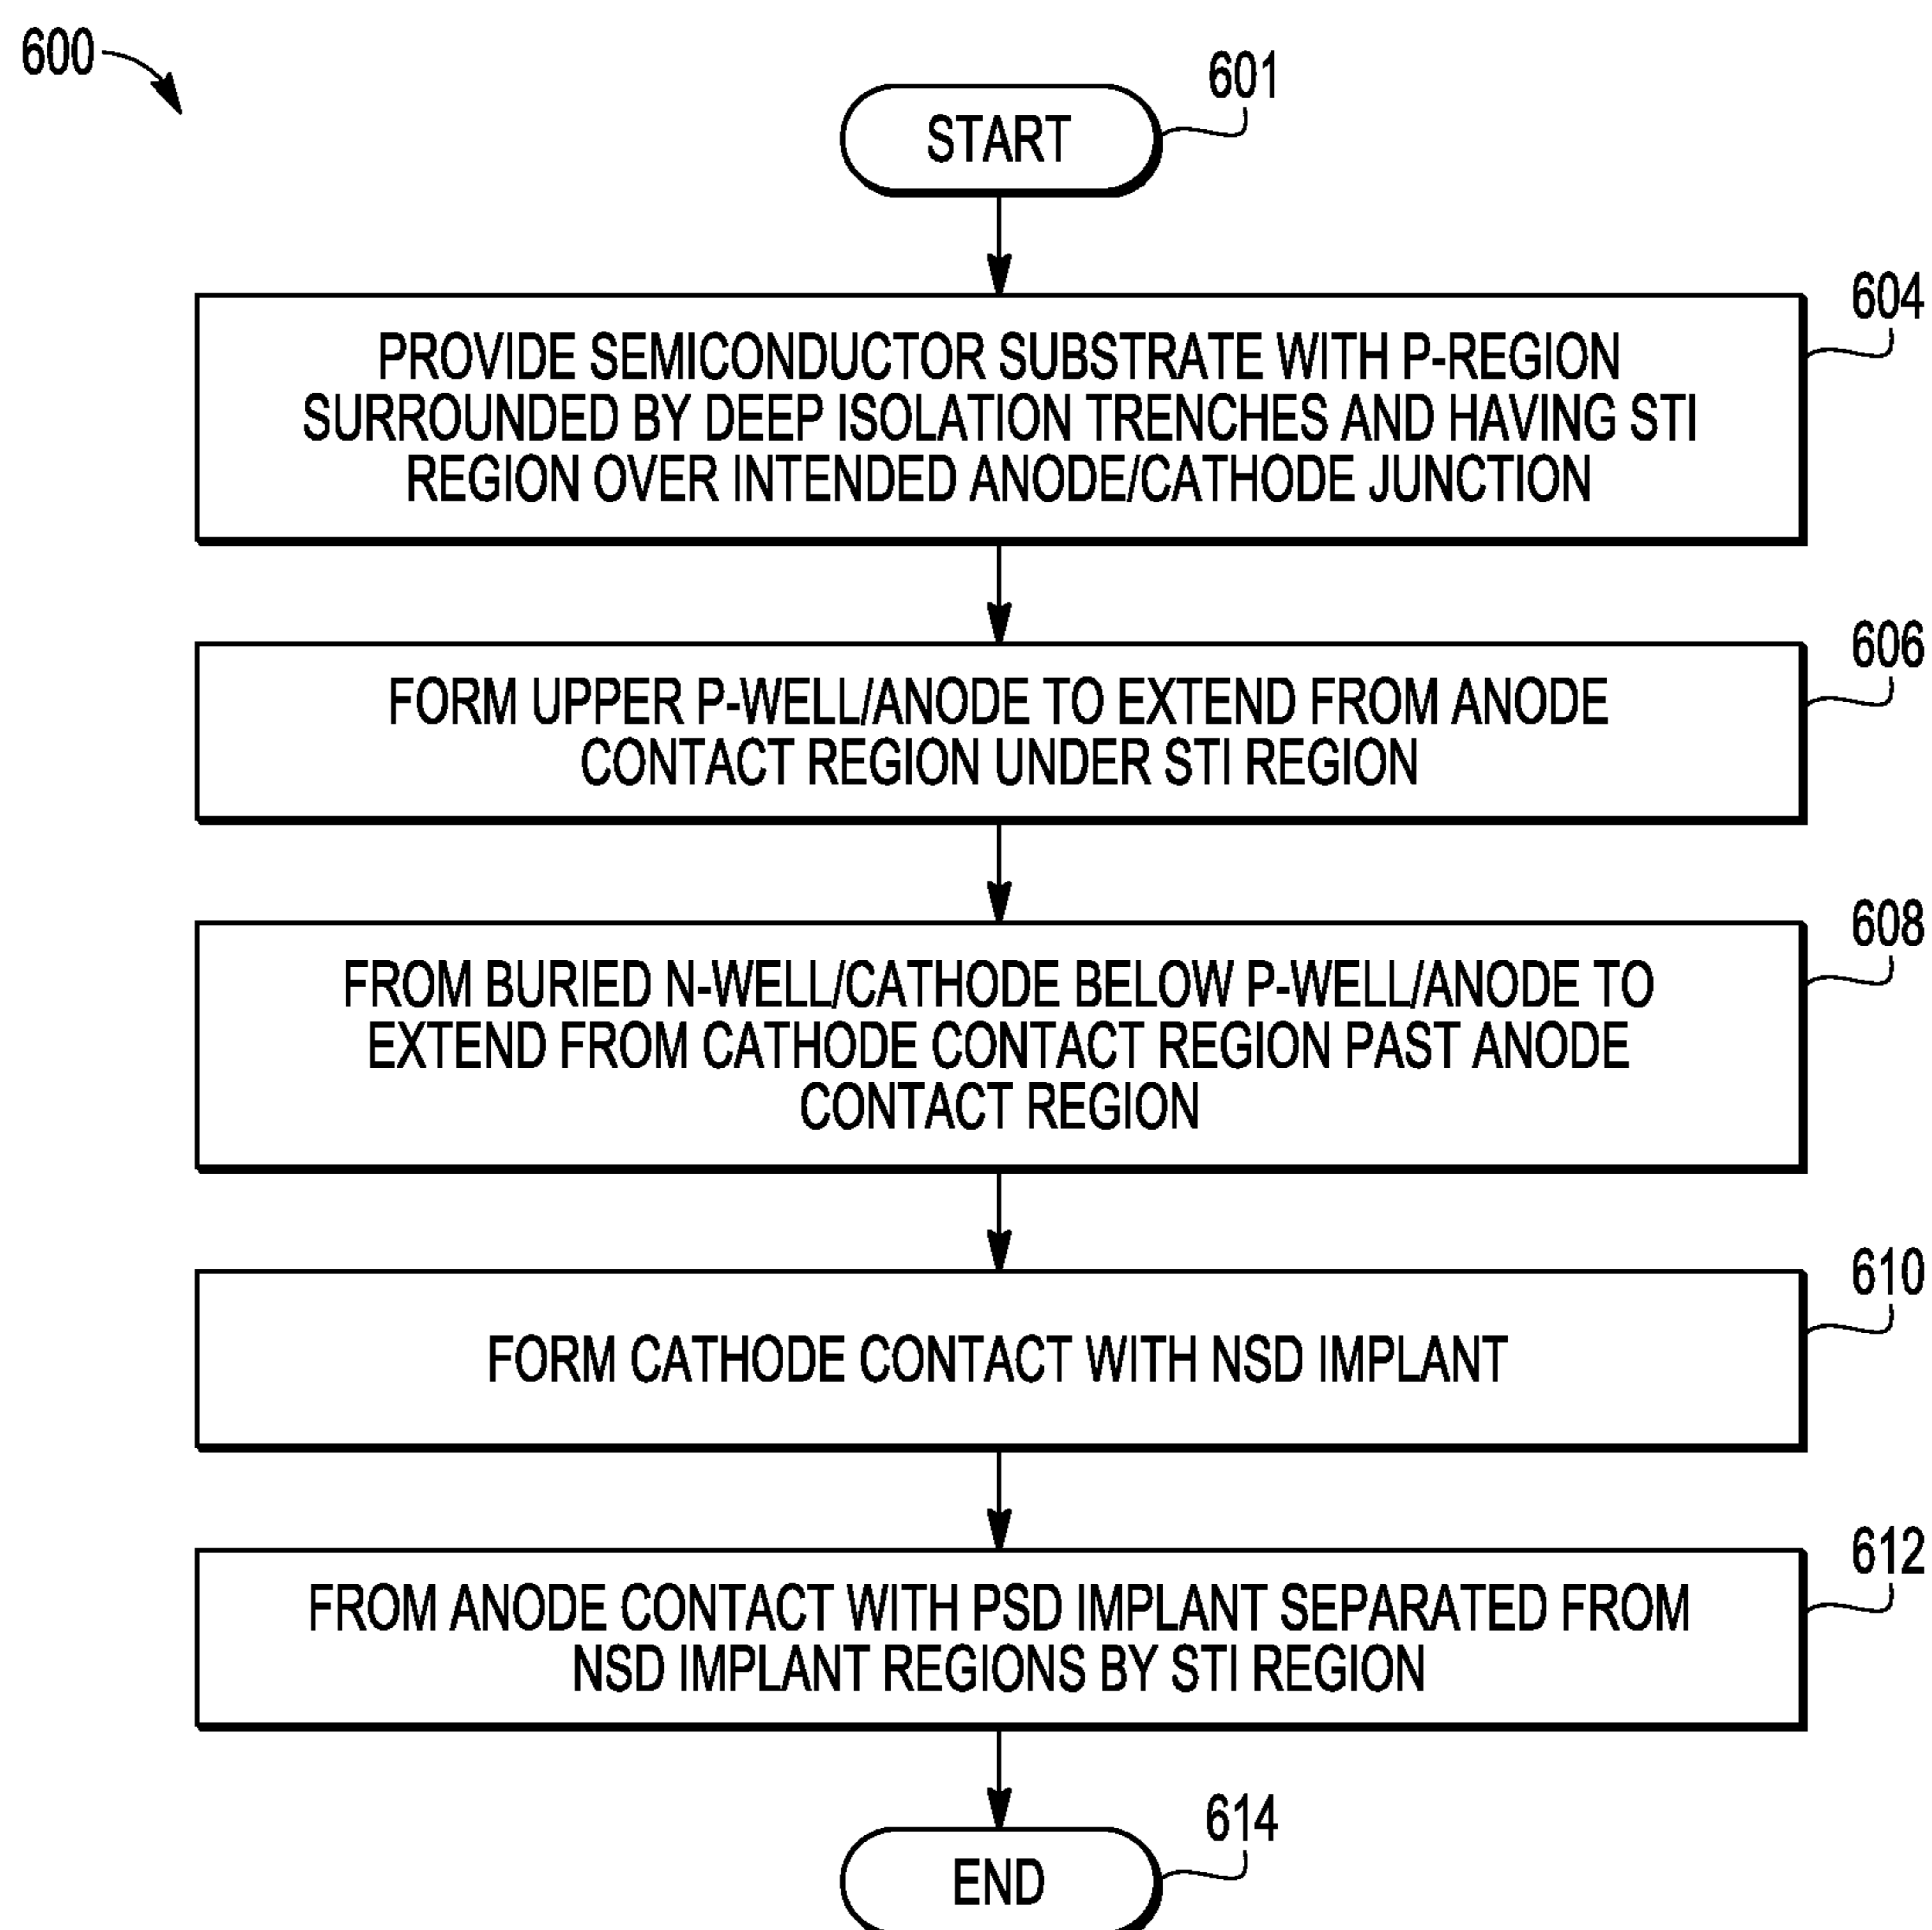 600
START
601
PROVIDE SEMICONDUCTOR SUBSTRATE WITH P-REGION
SURROUNDED BY DEEP ISOLATION TRENCHES AND HAVING STI
REGION OVER INTENDED ANODE/CATHODE JUNCTION
604
FORM UPPER P-WELL/ANODE TO EXTEND FROM ANODE
CONTACT REGION UNDER STI REGION
606
FROM BURIED N-WELL/CATHODE BELOW P-WELL/ANODE TO
EXTEND FROM CATHODE CONTACT REGION PAST ANODE
CONTACT REGION
608
FORM CATHODE CONTACT WITH NSD IMPLANT
610
FROM ANODE CONTACT WITH PSD IMPLANT SEPARATED FROM
NSD IMPLANT REGIONS BY STI REGION
612
END
614